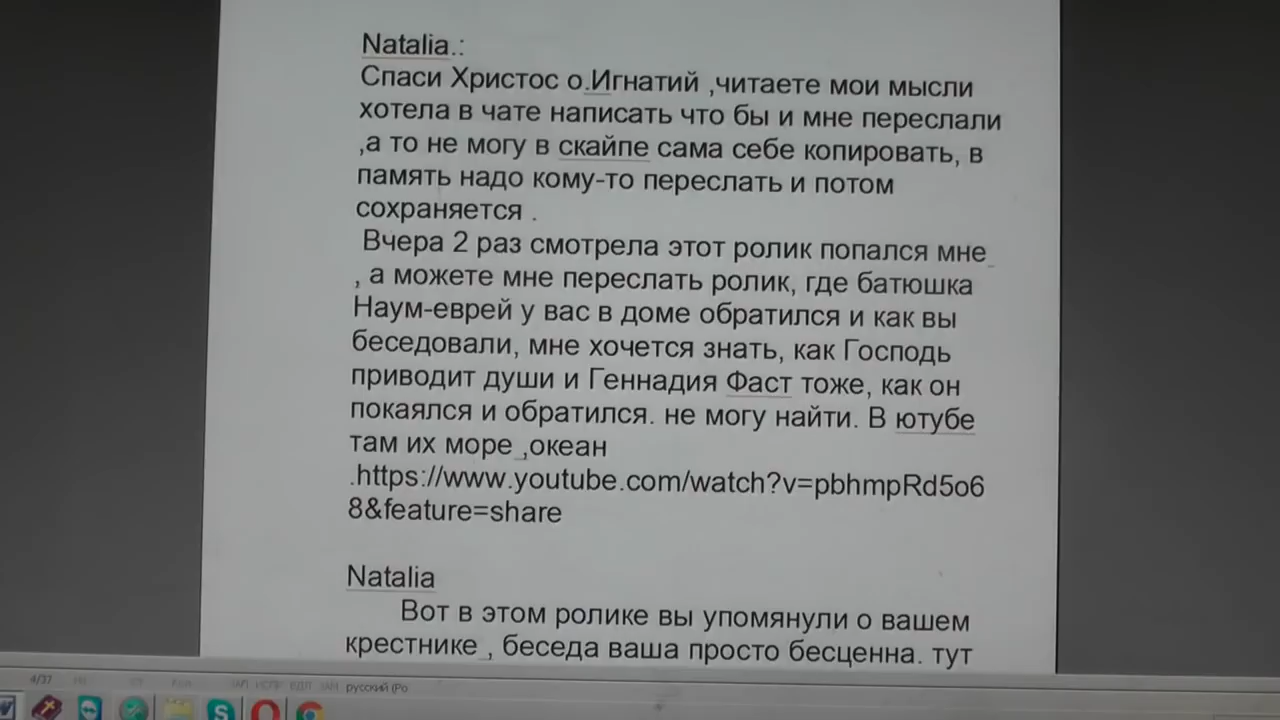 Natalia.:
Спаси Христос о.Игнатий ,читаете мои мысли
хотела в чате написать что бы и мне переслали
,а то не могу в скайпе сама себе копировать, в
память надо кому-то переслать и потом
сохраняется .
Вчера 2 раз смотрела этот ролик попался мне
, а можете мне переслать ролик, где батюшка
Наум-еврей у вас в доме обратился и как вы
беседовали, мне хочется знать, как Господь
приводит души и Геннадия Фаст тоже, как он
покаялся и обратился. не могу найти. В ютубе
там их море ,океан
.https://www.youtube.com/watch?v=pbhmpRd5o6
8&feature=share
Natalia
Вот в этом ролике вы упомянули о вашем
крестнике , беседа ваша просто бесценна. тут
4/37
русский (Ро